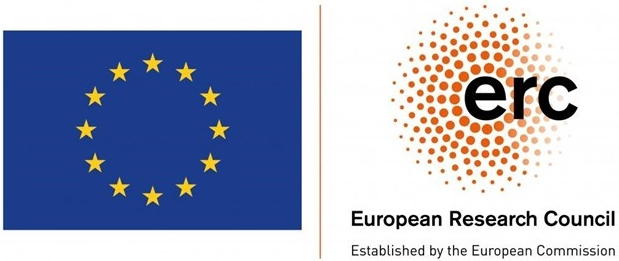 erc
European Research Council
Established by the European Commission